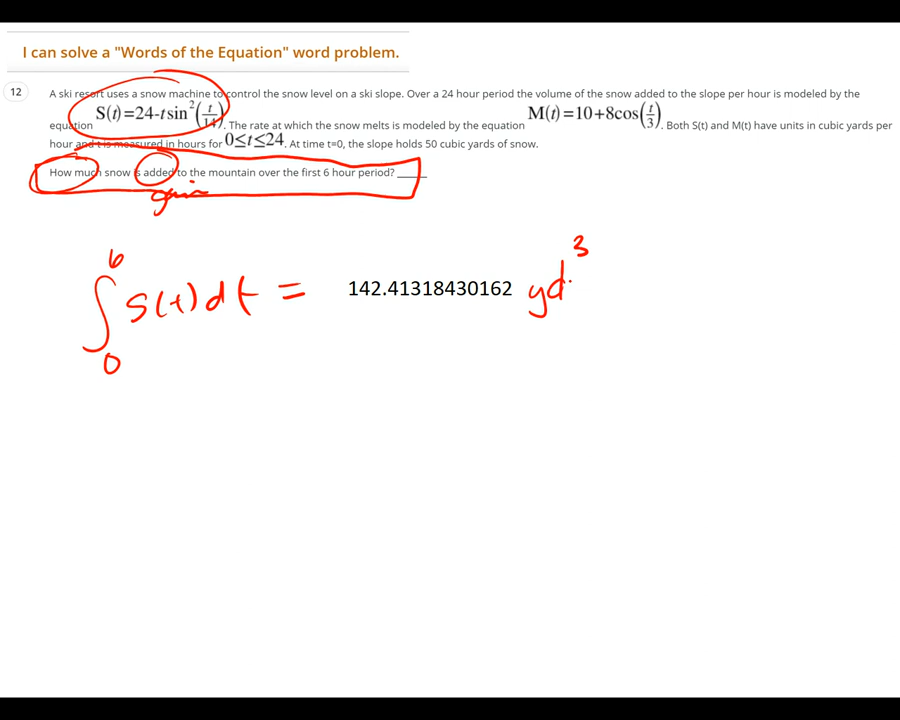 I can solve a "Words of the Equation" word problem.
12
A ski resort uses a snow machine to control the snow level on a ski slope. Over a 24 hour period the volume of the snow added to the slope per hour is modeled by the
equation S(t)=24-t sin²(t/14). The rate at which the snow melts is modeled by the equation M(t)=10+8cos(t/3). Both S(t) and M(t) have units in cubic yards per
hour and t is measured in hours for 0≤t≤24. At time t=0, the slope holds 50 cubic yards of snow.
How much snow is added to the mountain over the first 6 hour period? ____
gain
∫₀⁶ S(t)dt = 142.41318430162 yd³